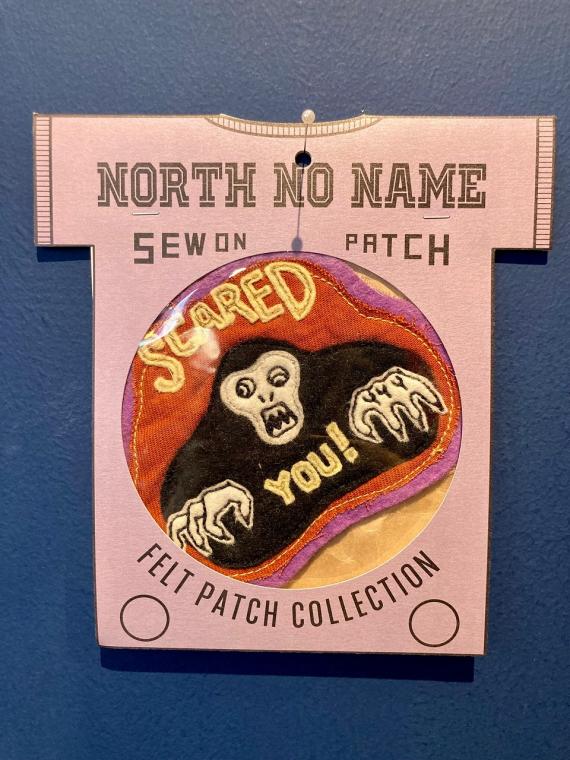 NORTH NO NAME
SEW ON PATCH
SCARED
YOU!
FELT PATCH COLLECTION